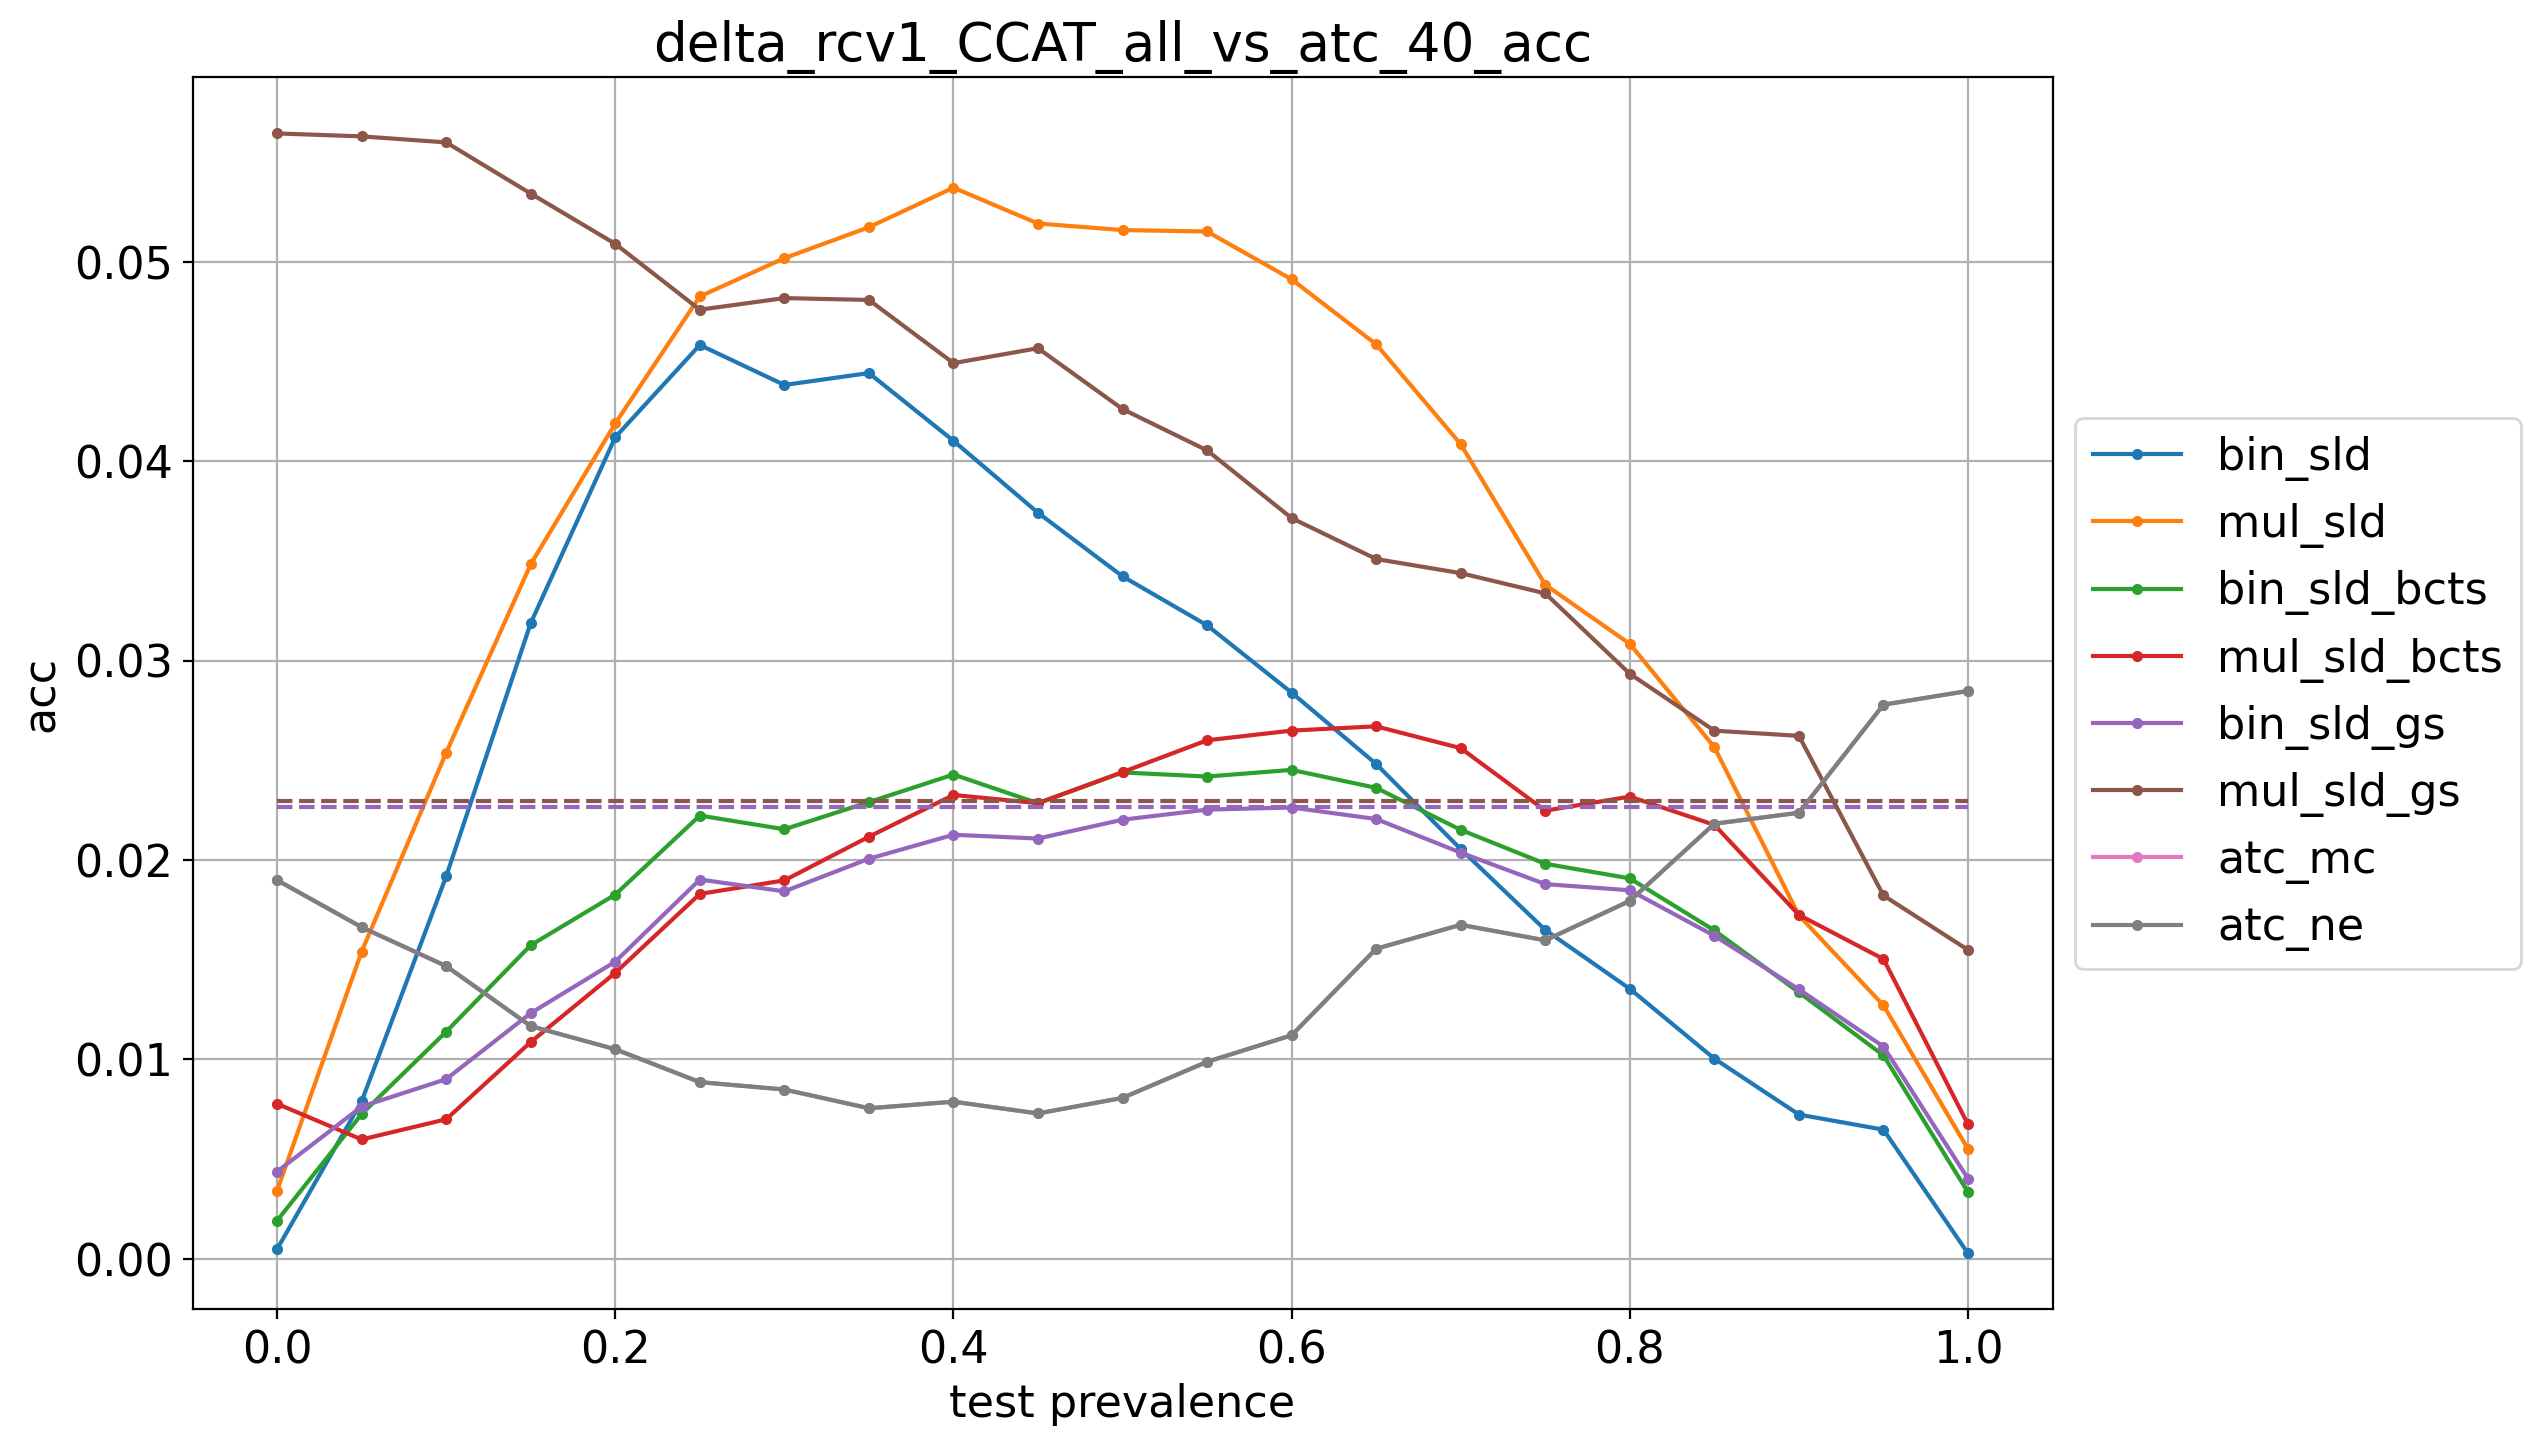 delta_rcv1_CCAT_all_vs_atc_40_acc
acc
0.05
0.04
0.03
0.02
0.01
0.00
0.0 0.2 0.4 0.6 0.8 1.0
test prevalence
bin_sld
mul_sld
bin_sld_bcts
mul_sld_bcts
bin_sld_gs
mul_sld_gs
atc_mc
atc_ne